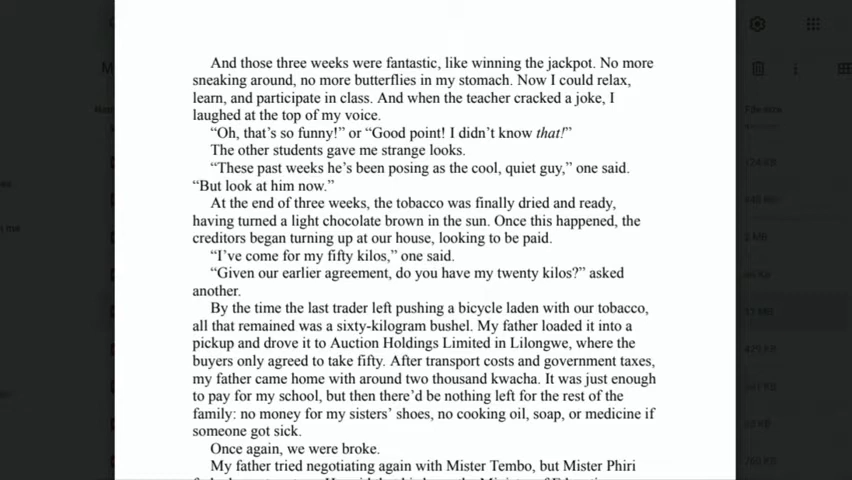 And those three weeks were fantastic, like winning the jackpot. No more
sneaking around, no more butterflies in my stomach. Now I could relax,
learn, and participate in class. And when the teacher cracked a joke, I
laughed at the top of my voice.
“Oh, that’s so funny!” or “Good point! I didn’t know that!”
The other students gave me strange looks.
“These past weeks he’s been posing as the cool, quiet guy,” one said.
“But look at him now.”
At the end of three weeks, the tobacco was finally dried and ready,
having turned a light chocolate brown in the sun. Once this happened, the
creditors began turning up at our house, looking to be paid.
“I’ve come for my fifty kilos,” one said.
“Given our earlier agreement, do you have my twenty kilos?” asked
another.
By the time the last trader left pushing a bicycle laden with our tobacco,
all that remained was a sixty-kilogram bushel. My father loaded it into a
pickup and drove it to Auction Holdings Limited in Lilongwe, where the
buyers only agreed to take fifty. After transport costs and government taxes,
my father came home with around two thousand kwacha. It was just enough
to pay for my school, but then there’d be nothing left for the rest of the
family: no money for my sisters’ shoes, no cooking oil, soap, or medicine if
someone got sick.
Once again, we were broke.
My father tried negotiating again with Mister Tembo, but Mister Phiri